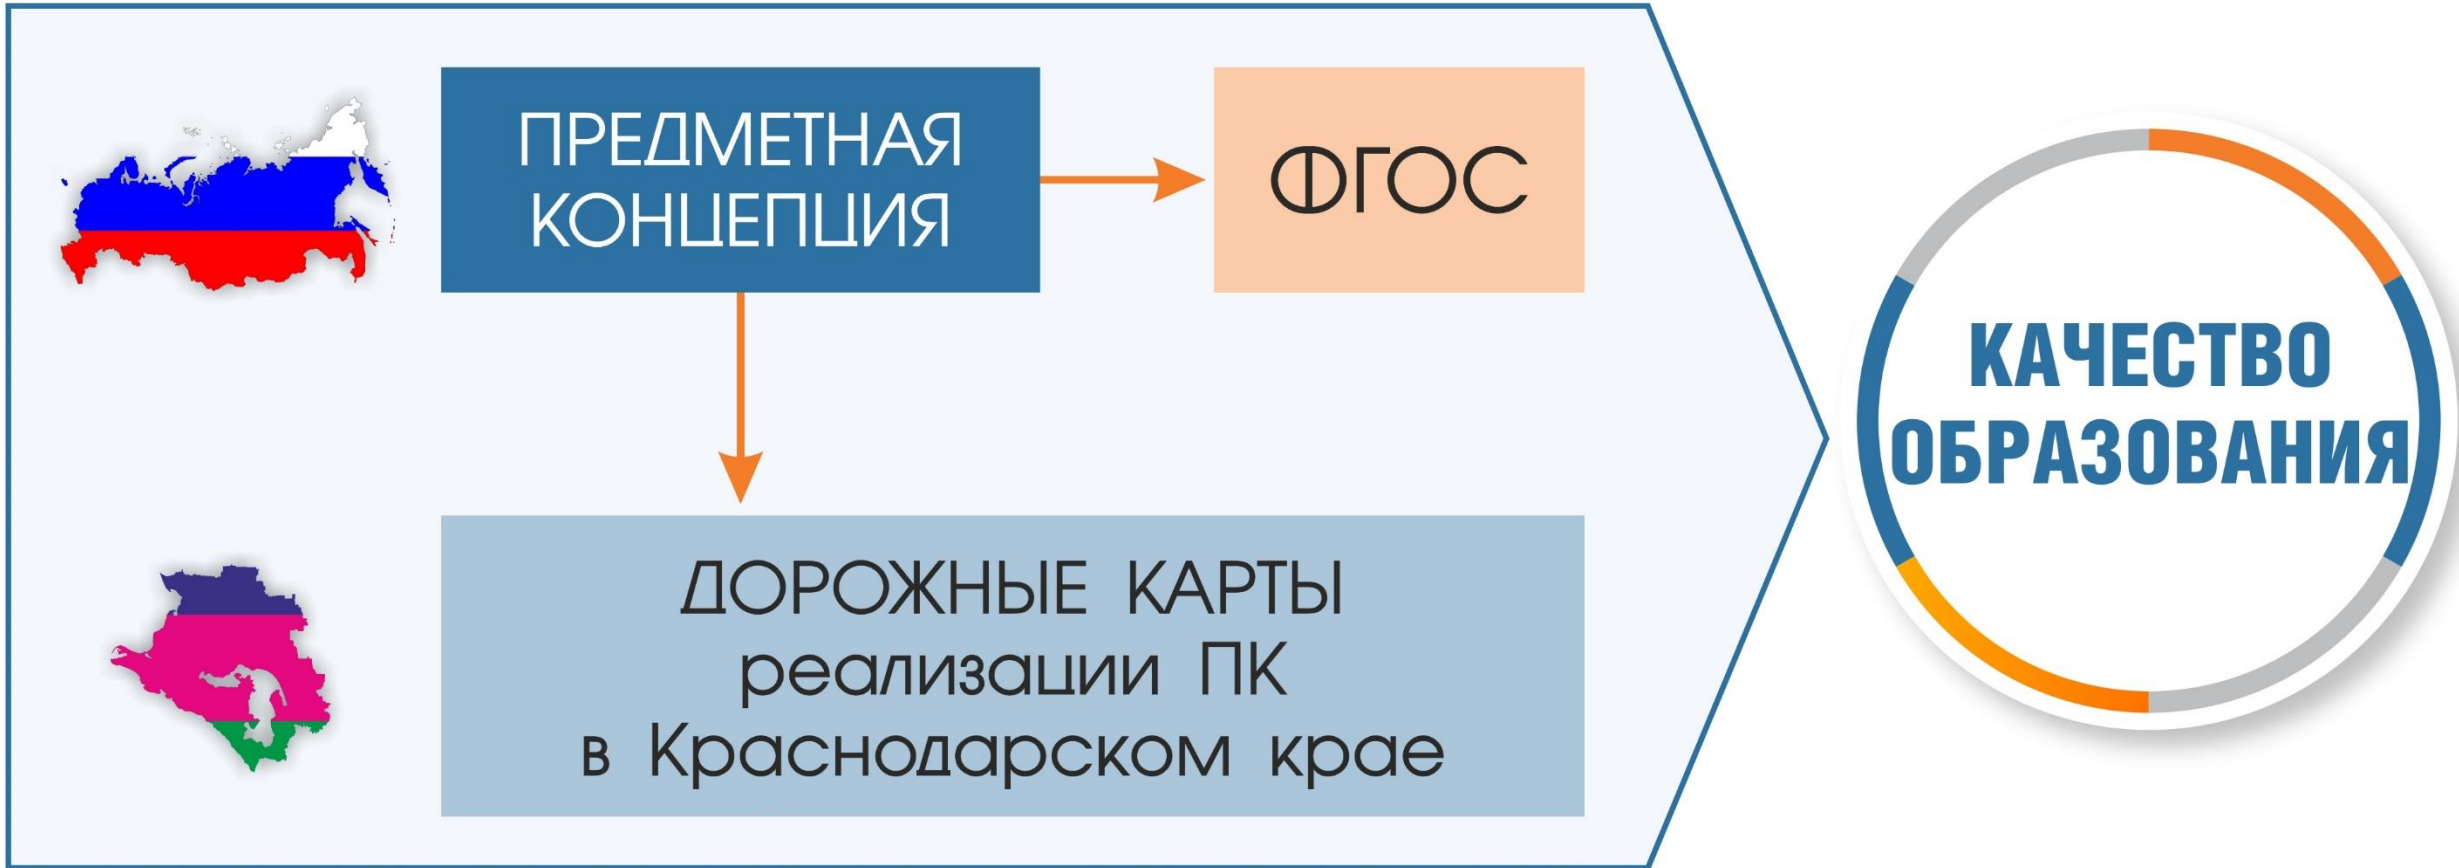 ПРЕДМЕТНАЯ
КОНЦЕПЦИЯ
ФГОС
ДОРОЖНЫЕ КАРТЫ
реализации ПК
в Краснодарском крае
КАЧЕСТВО
ОБРАЗОВАНИЯ